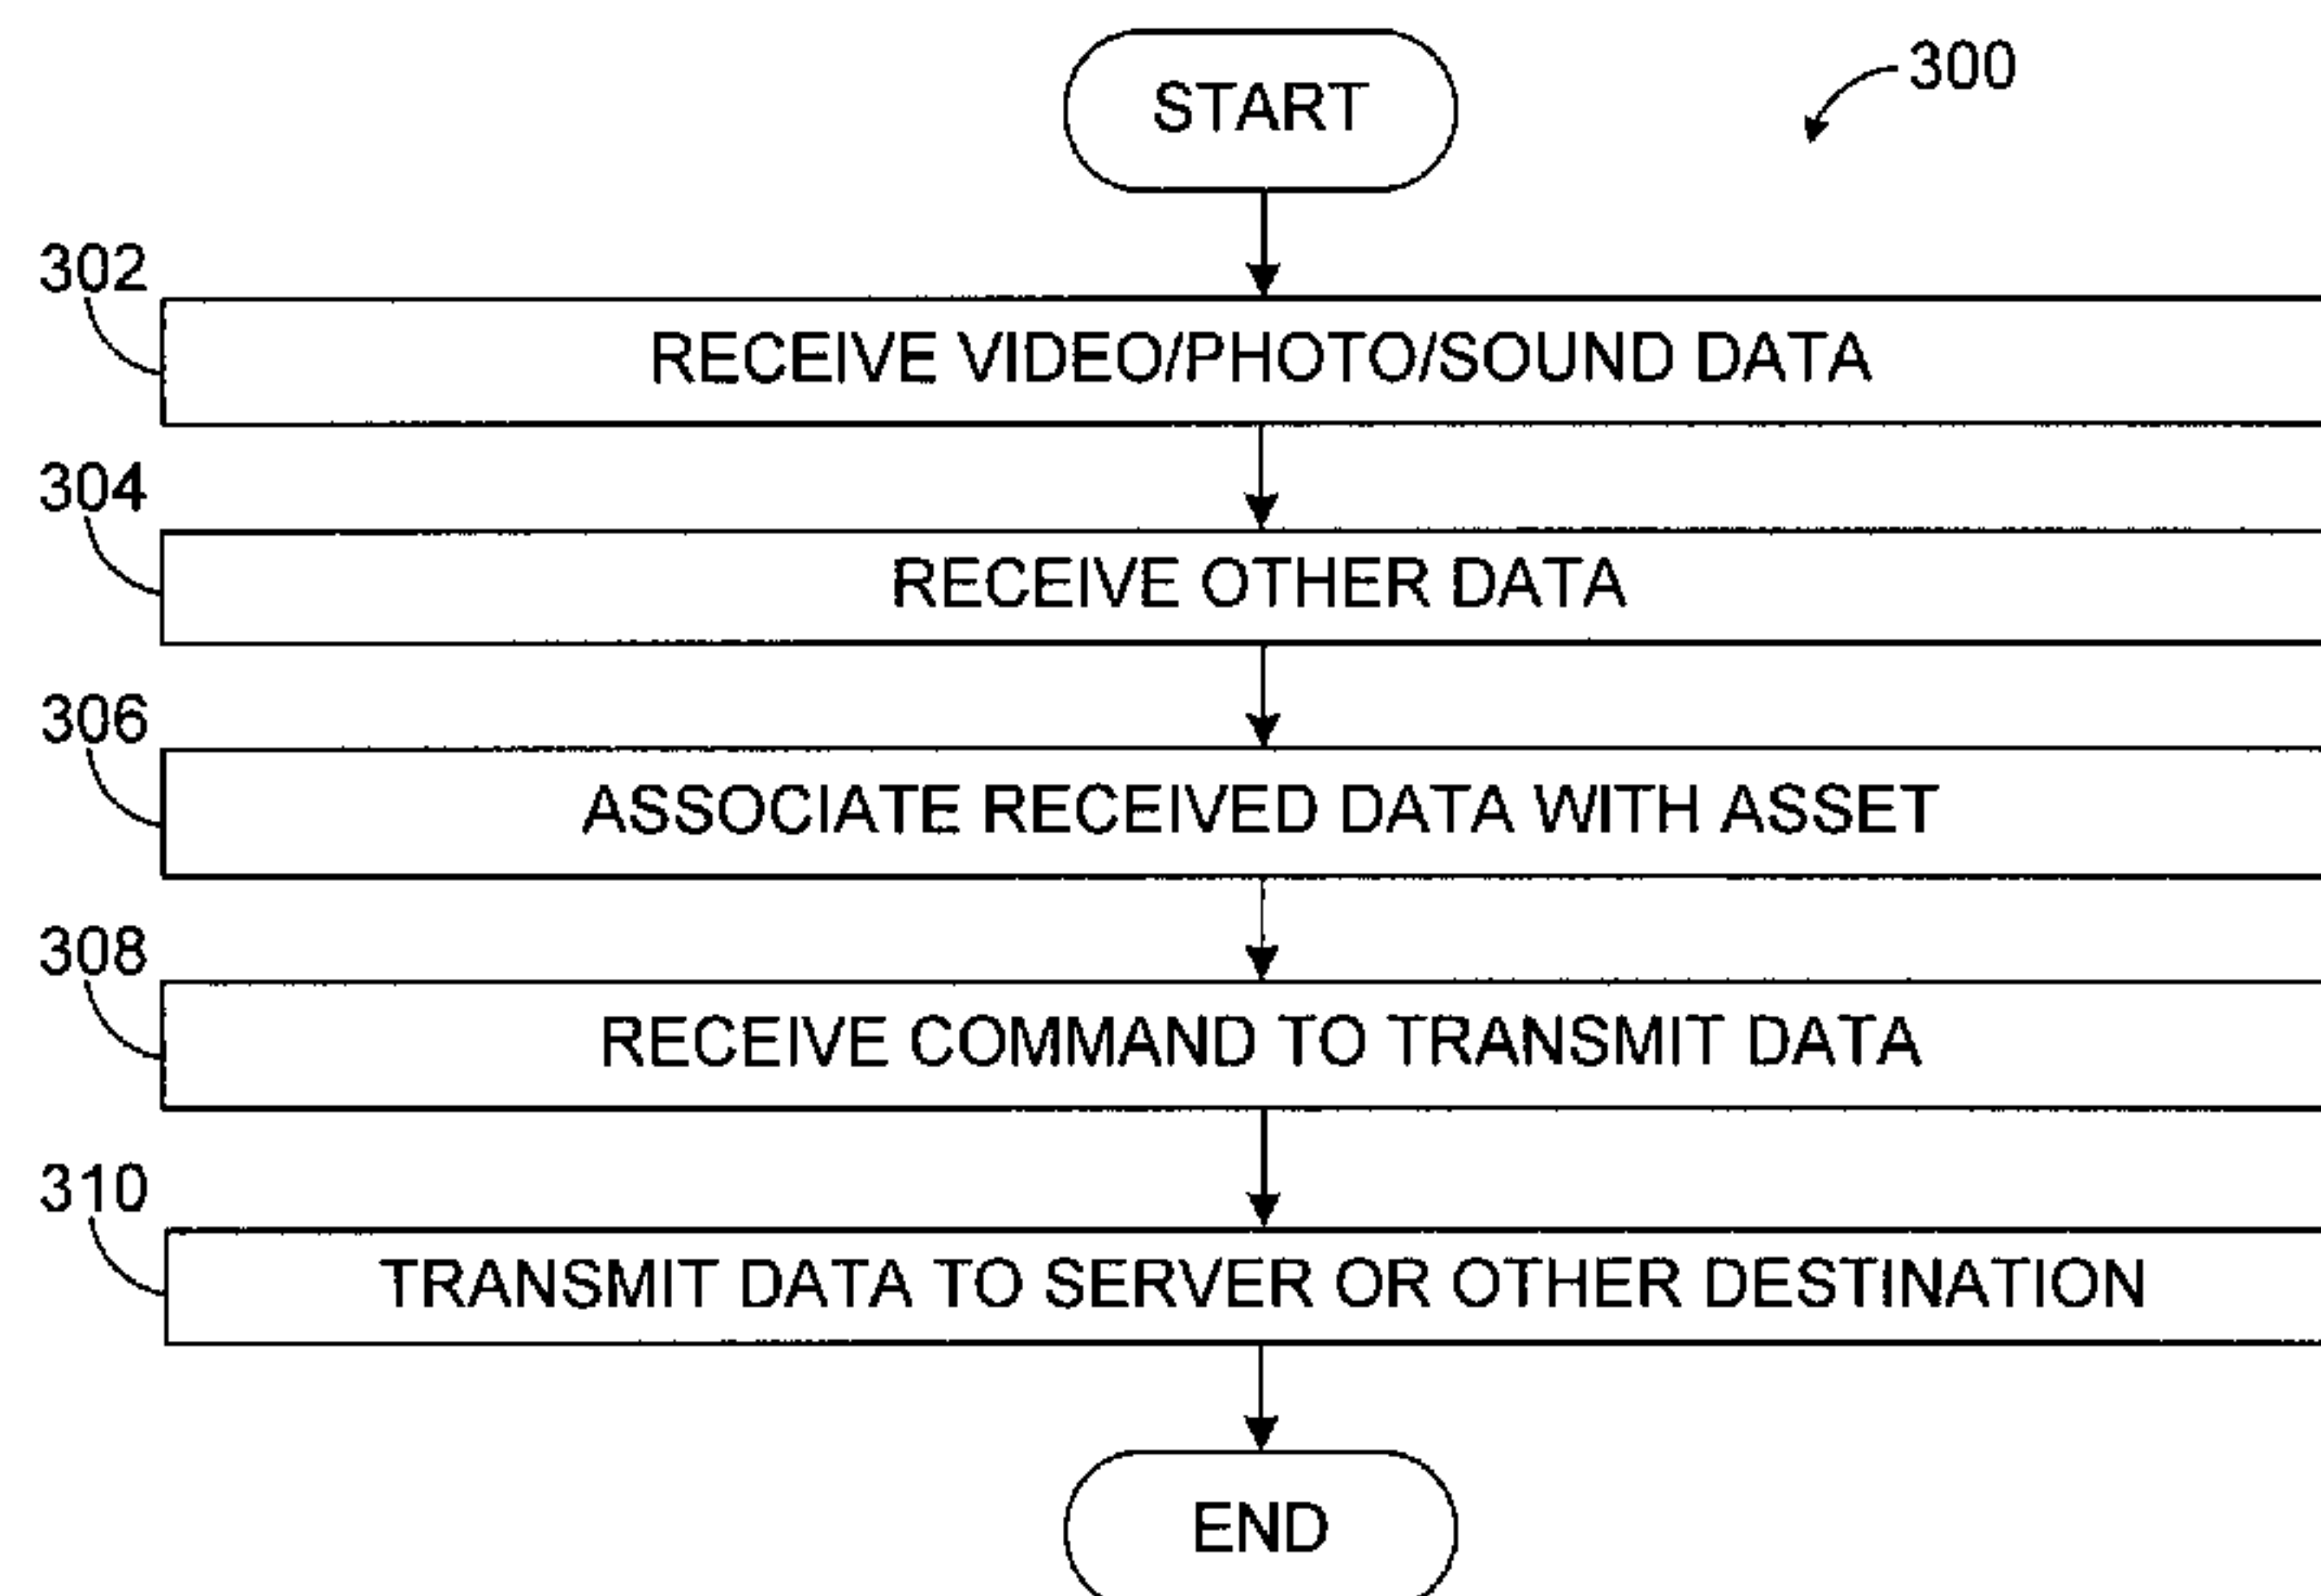 START
300
302
RECEIVE VIDEO/PHOTO/SOUND DATA
304
RECEIVE OTHER DATA
306
ASSOCIATE RECEIVED DATA WITH ASSET
308
RECEIVE COMMAND TO TRANSMIT DATA
310
TRANSMIT DATA TO SERVER OR OTHER DESTINATION
END